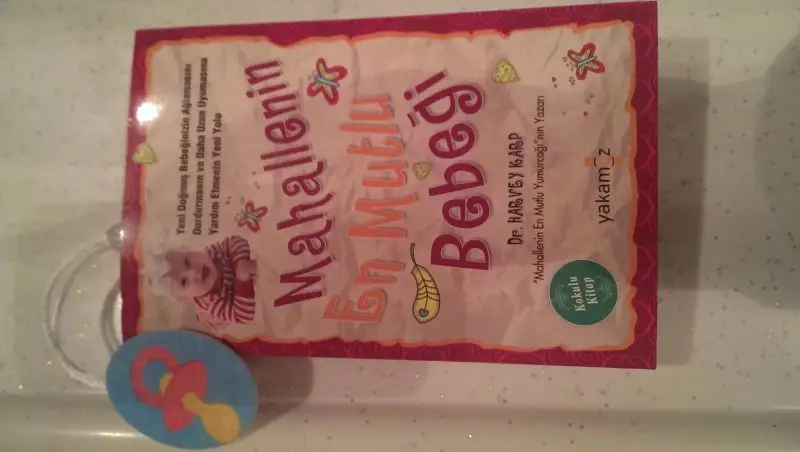 Yeni Doğmuş Bebeğinizin Ağlamasını
Durdurmanın ve Daha Uzun Uyumasına
Yardım Etmenin Yeni Yolu
Mahallenin
En Mutlu
Bebeği
Dr. HARVEY KARP
"Mahallenin En Mutlu Yumurcağı"nın Yazarı
Kokulu
Kitap
yakamoz